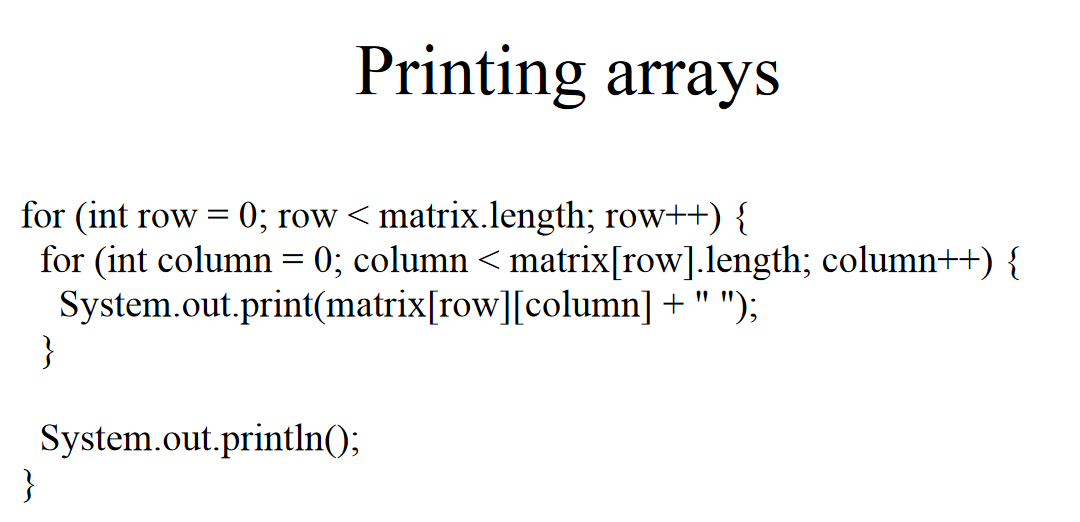 Printing arrays
for (int row = 0; row < matrix.length; row++) {
for (int column = 0; column < matrix[row].length; column++) {
System.out.print(matrix[row][column] + " ");
}
System.out.println();
}